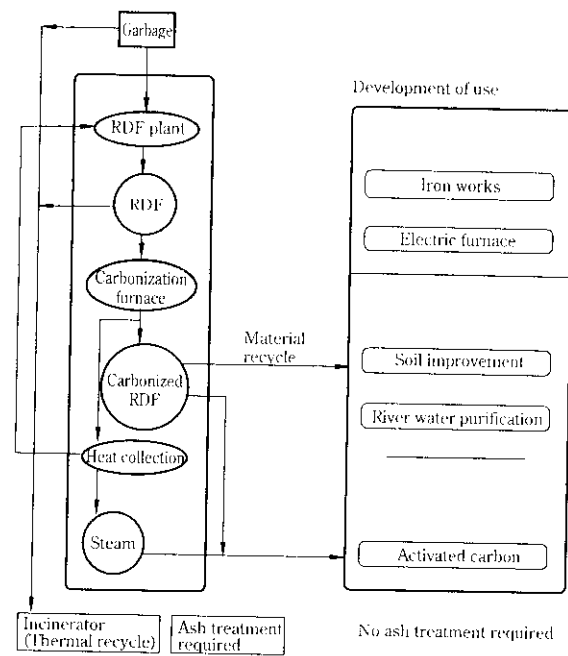 Garbage
Development of use
RDF plant
Iron works
RDF
Electric furnace
Carbonization
furnace
Material
recycle
Soil improvement
Carbonized
RDF
River water purification
Heat collection
Steam
Activated carbon
Incinerator
(Thermal recycle)
Ash treatment
required
No ash treatment required